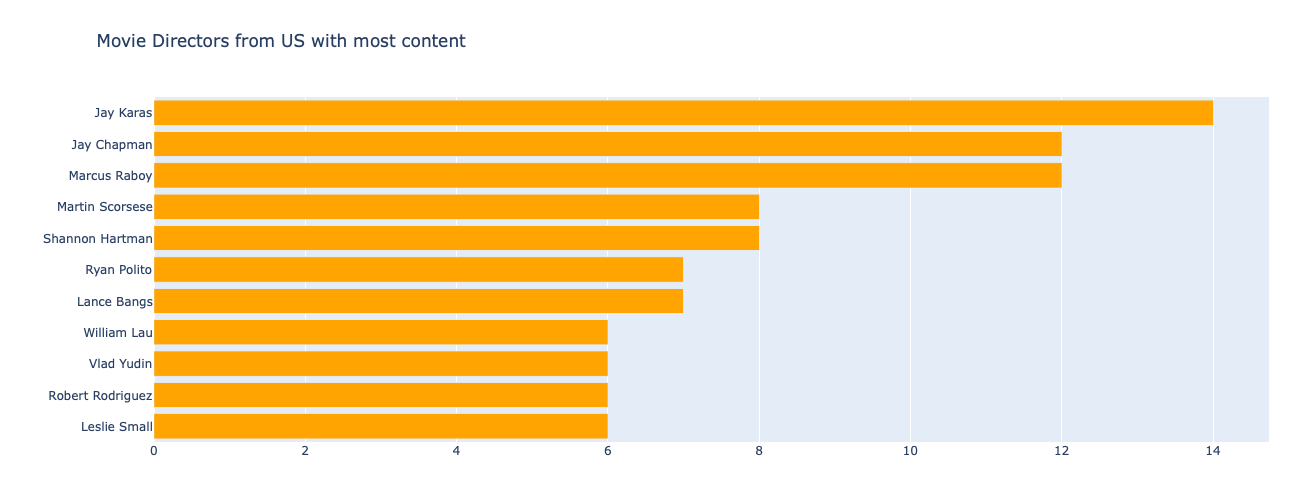 Movie Directors from US with most content
Jay Karas
Jay Chapman
Marcus Raboy
Martin Scorsese
Shannon Hartman
Ryan Polito
Lance Bangs
William Lau
Vlad Yudin
Robert Rodriguez
Leslie Small
0 2 4 6 8 10 12 14